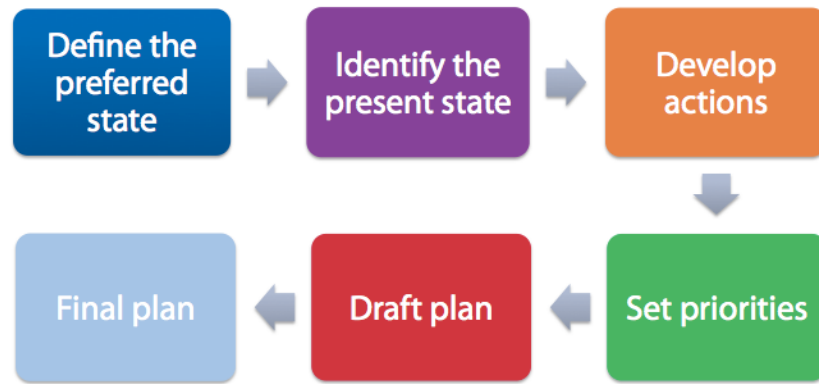 Define the
preferred
state
Identify the
present state
Develop
actions
Set priorities
Draft plan
Final plan